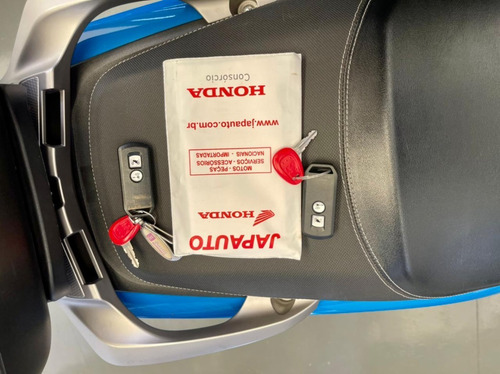 JAPAUTO
HONDA
MOTOS - PEÇAS
SERVIÇOS - ACESSÓRIOS
NACIONAIS - IMPORTADAS
www.japauto.com.br
HONDA
Consórcio